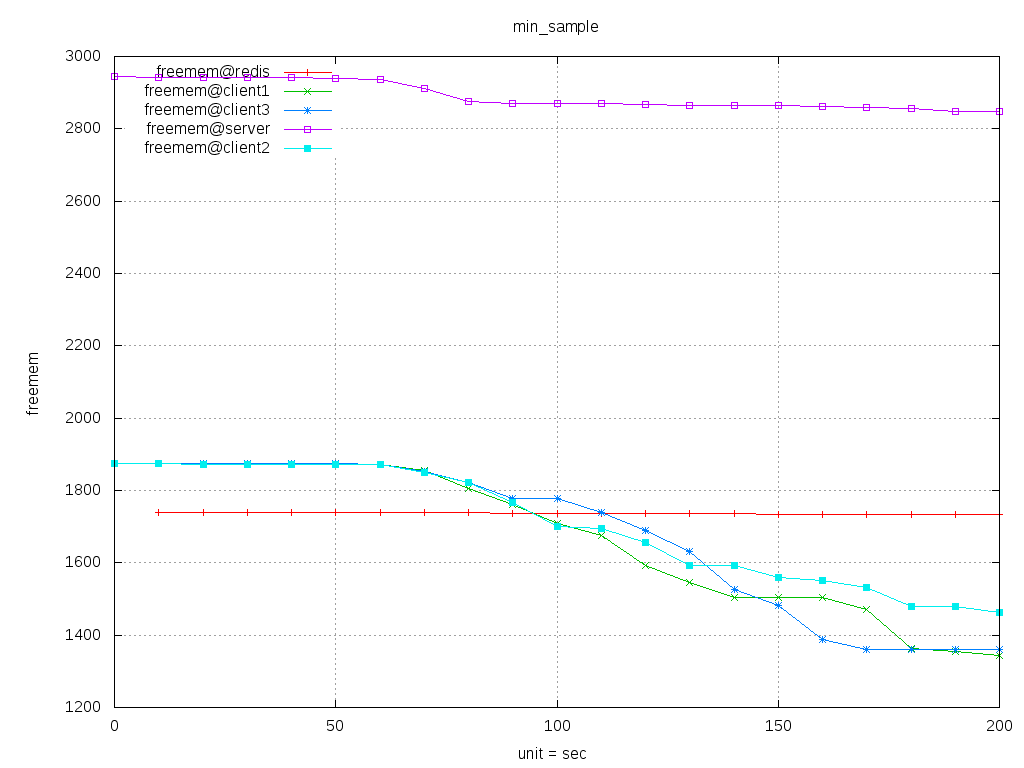 min_sample
3000
2800
2600
2400
2200
2000
1800
1600
1400
1200
freemem
freemem@redis
freemem@client1
freemem@client3
freemem@server
freemem@client2
0 50 100 150 200
unit = sec